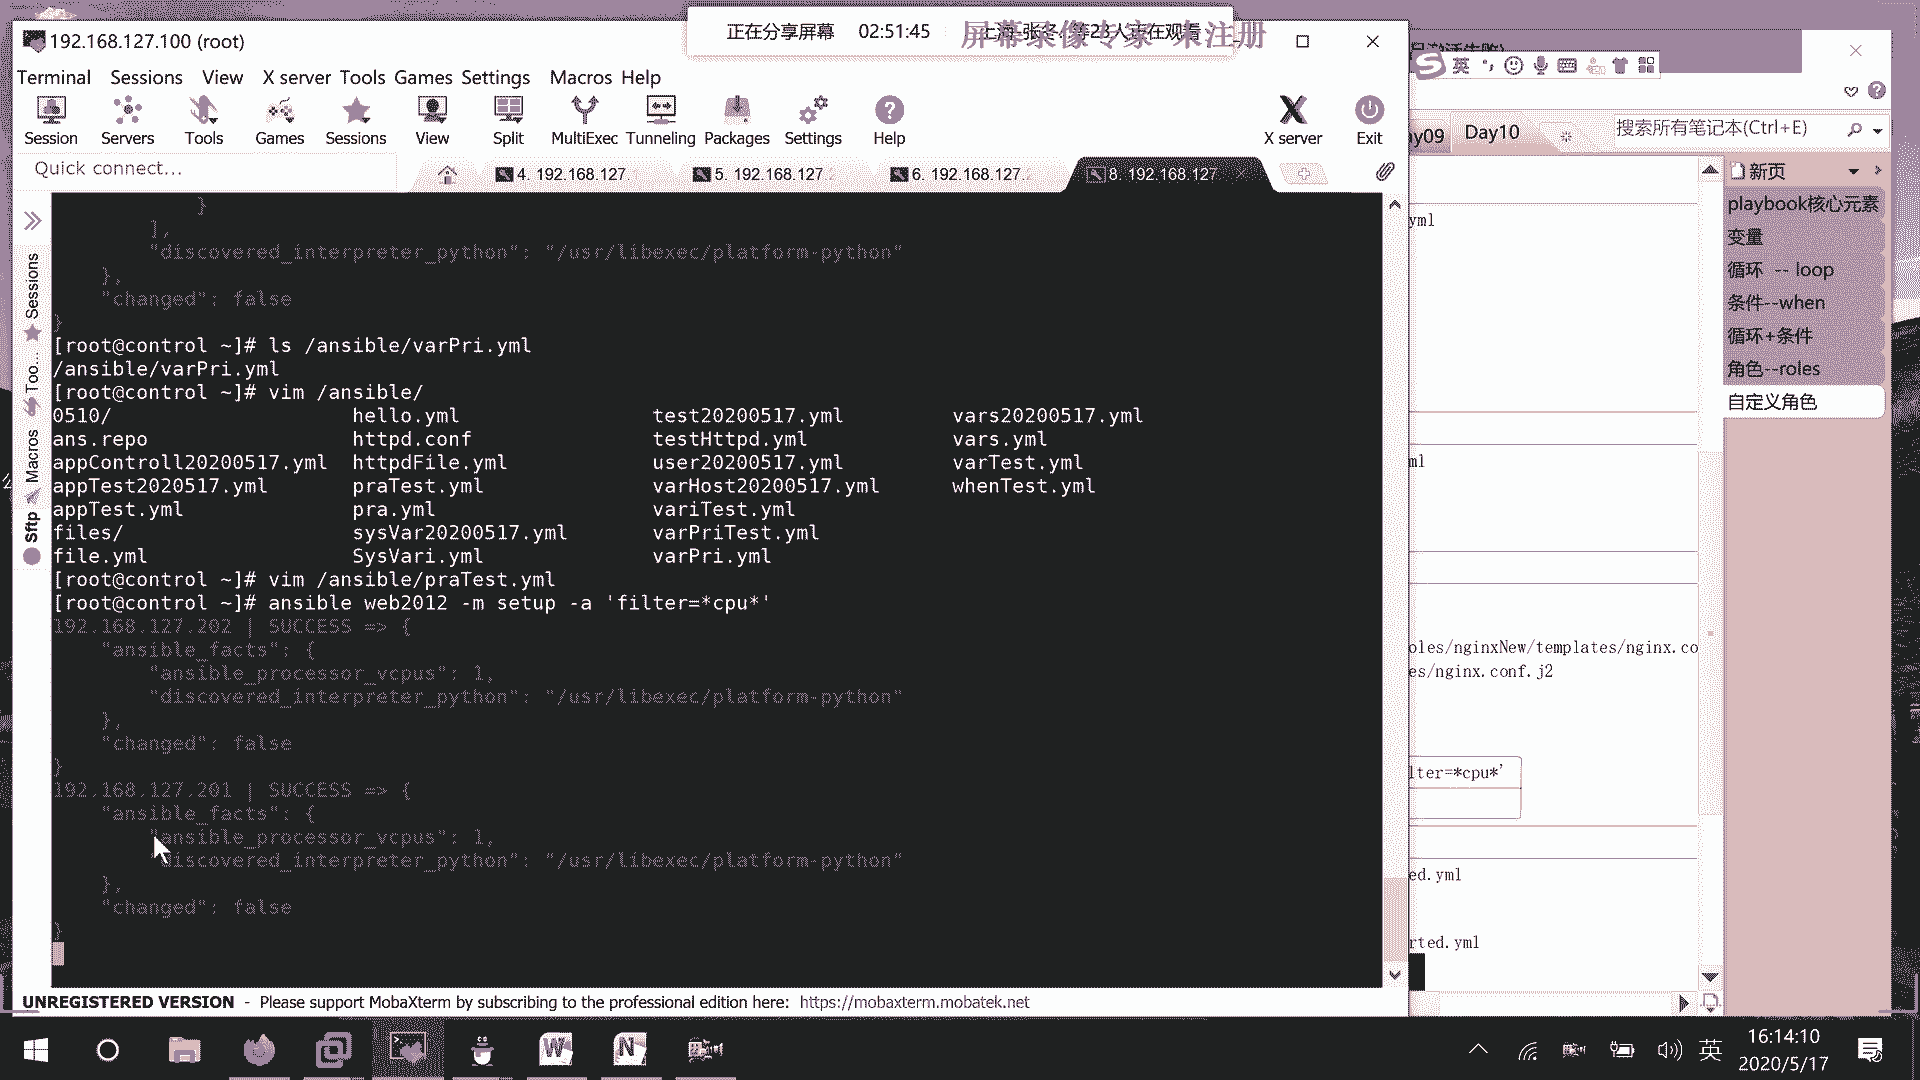 192.168.127.100 (root)
正在分享屏幕 02:51:45
屏幕录像专家 未注册
Terminal Sessions View X server Tools Games Settings Macros Help
Session Servers Tools Games Sessions View Split MultiExec Tunneling Packages Settings Help X server Exit
Quick connect...
4. 192.168.127.
5. 192.168.127.
6. 192.168.127.
8. 192.168.127.
Sessions
Too...
Macros
Sftp
}
],
"discovered_interpreter_python": "/usr/libexec/platform-python"
},
"changed": false
}
[root@control ~]# ls /ansible/varPri.yml
/ansible/varPri.yml
[root@control ~]# vim /ansible/
0510/ hello.yml test20200517.yml vars20200517.yml
ans.repo httpd.conf testHttpd.yml vars.yml
appControll20200517.yml httpdFile.yml user20200517.yml varTest.yml
appTest2020517.yml praTest.yml varHost20200517.yml whenTest.yml
appTest.yml pra.yml variTest.yml
files/ sysVar20200517.yml varPriTest.yml
file.yml SysVari.yml varPri.yml
[root@control ~]# vim /ansible/praTest.yml
[root@control ~]# ansible web2012 -m setup -a 'filter=*cpu*'
192.168.127.202 | SUCCESS => {
"ansible_facts": {
"ansible_processor_vcpus": 1,
"discovered_interpreter_python": "/usr/libexec/platform-python"
},
"changed": false
}
192.168.127.201 | SUCCESS => {
"ansible_facts": {
"ansible_processor_vcpus": 1,
"discovered_interpreter_python": "/usr/libexec/platform-python"
},
"changed": false
}
UNREGISTERED VERSION - Please support MobaXterm by subscribing to the professional edition here: https://mobaxterm.mobatek.net
英
ay09 Day10
搜索所有笔记本(Ctrl+E)
新页
playbook核心元素
变量
循环 -- loop
条件--when
循环+条件
角色--roles
自定义角色
yml
ml
oles/nginxNew/templates/nginx.co
es/nginx.conf.j2
lter=*cpu*'
ed.yml
rted.yml
英
16:14:10
2020/5/17